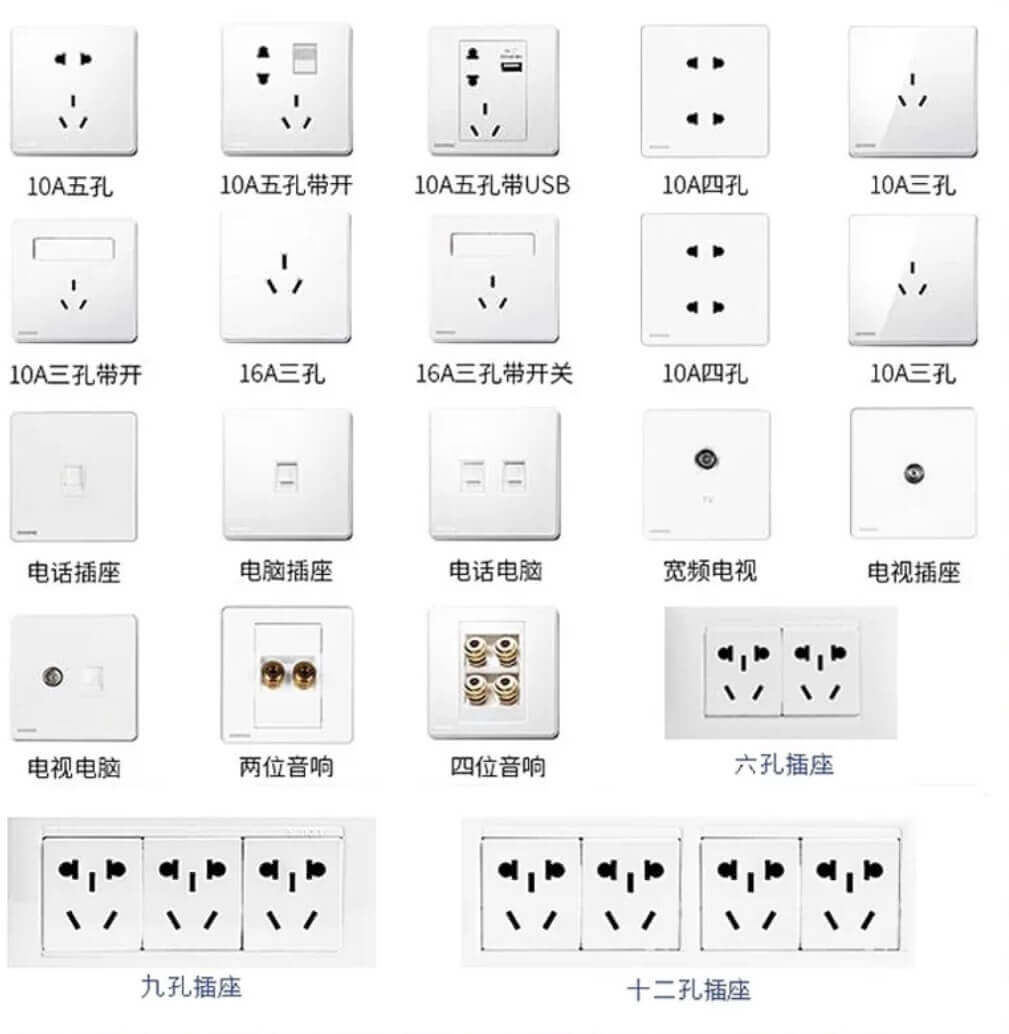 10A五孔
10A五孔带开
10A五孔带USB
10A四孔
10A三孔
10A三孔带开
16A三孔
16A三孔带开关
10A四孔
10A三孔
电话插座
电脑插座
电话电脑
TV
宽频电视
电视插座
电视电脑
两位音响
四位音响
六孔插座
九孔插座
十二孔插座